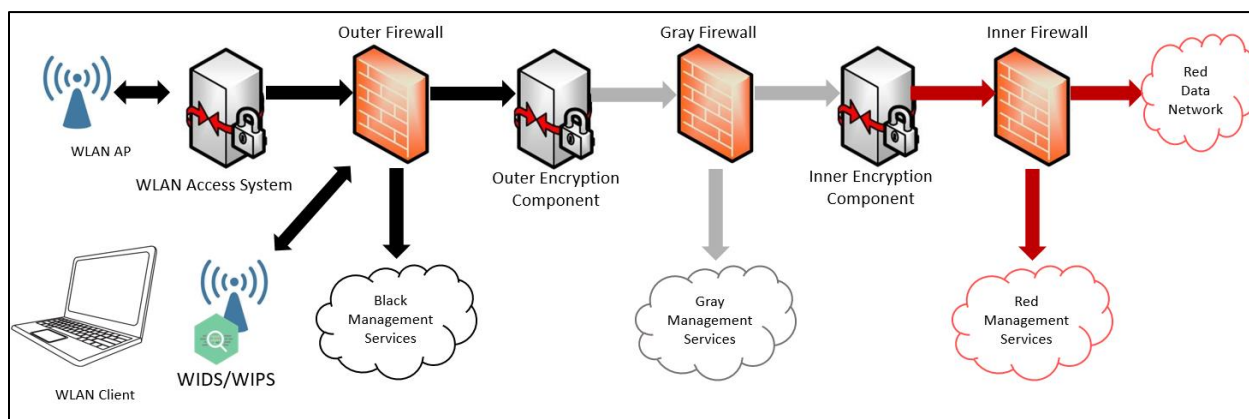 Outer Firewall
Gray Firewall
Inner Firewall
Red
Data
Network
WLAN AP
WLAN Access System
Outer Encryption
Component
Inner Encryption
Component
Black
Management
Services
Gray
Management
Services
Red
Management
Services
WIDS/WIPS
WLAN Client